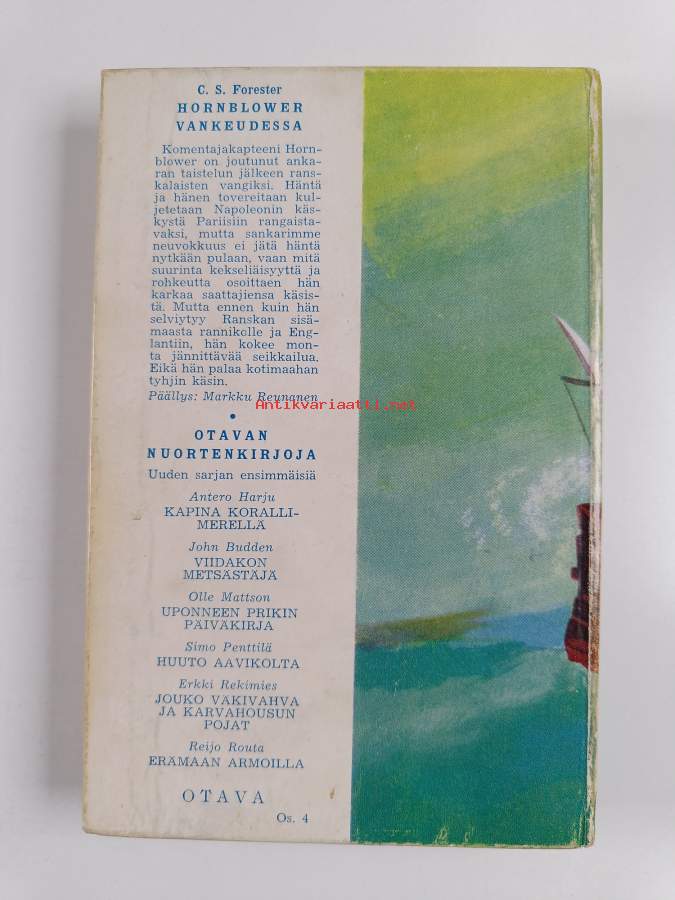 C. S. Forester
HORNBLOWER
VANKEUDESSA
Komentajakapteeni Horn-
blower on joutunut anka-
ran taistelun jälkeen rans-
kalaisten vangiksi. Häntä
ja hänen tovereitaan kul-
jetetaan Napoleonin käs-
kystä Pariisiin rangaista-
vaksi, mutta sankarimme
neuvokkuus ei jätä häntä
nytkään pulaan, vaan mitä
suurinta kekseliäisyyttä ja
rohkeutta osoittaen hän
karkaa saattajiensa käsis-
tä. Mutta ennen kuin hän
selviytyy Ranskan sisä-
maasta rannikolle ja Eng-
lantiin, hän kokee mon-
ta jännittävää seikkailua.
Eikä hän palaa kotimaahan
tyhjin käsin.
Päällys: Markku Reunanen
Antikvariaatti.net
•
OTAVAN
NUORTENKIRJOJA
Uuden sarjan ensimmäisiä
Antero Harju
KAPINA KORALLI-
MERELLÄ
John Budden
VIIDAKON
METSÄSTÄJÄ
Olle Mattson
UPONNEEN PRIKIN
PÄIVÄKIRJA
Simo Penttilä
HUUTO AAVIKOLTA
Erkki Rekimies
JOUKO VÄKIVAHVA
JA KARVAHOUSUN
POJAT
Reijo Routa
ERÄMAAN ARMOILLA
OTAVA
Os. 4